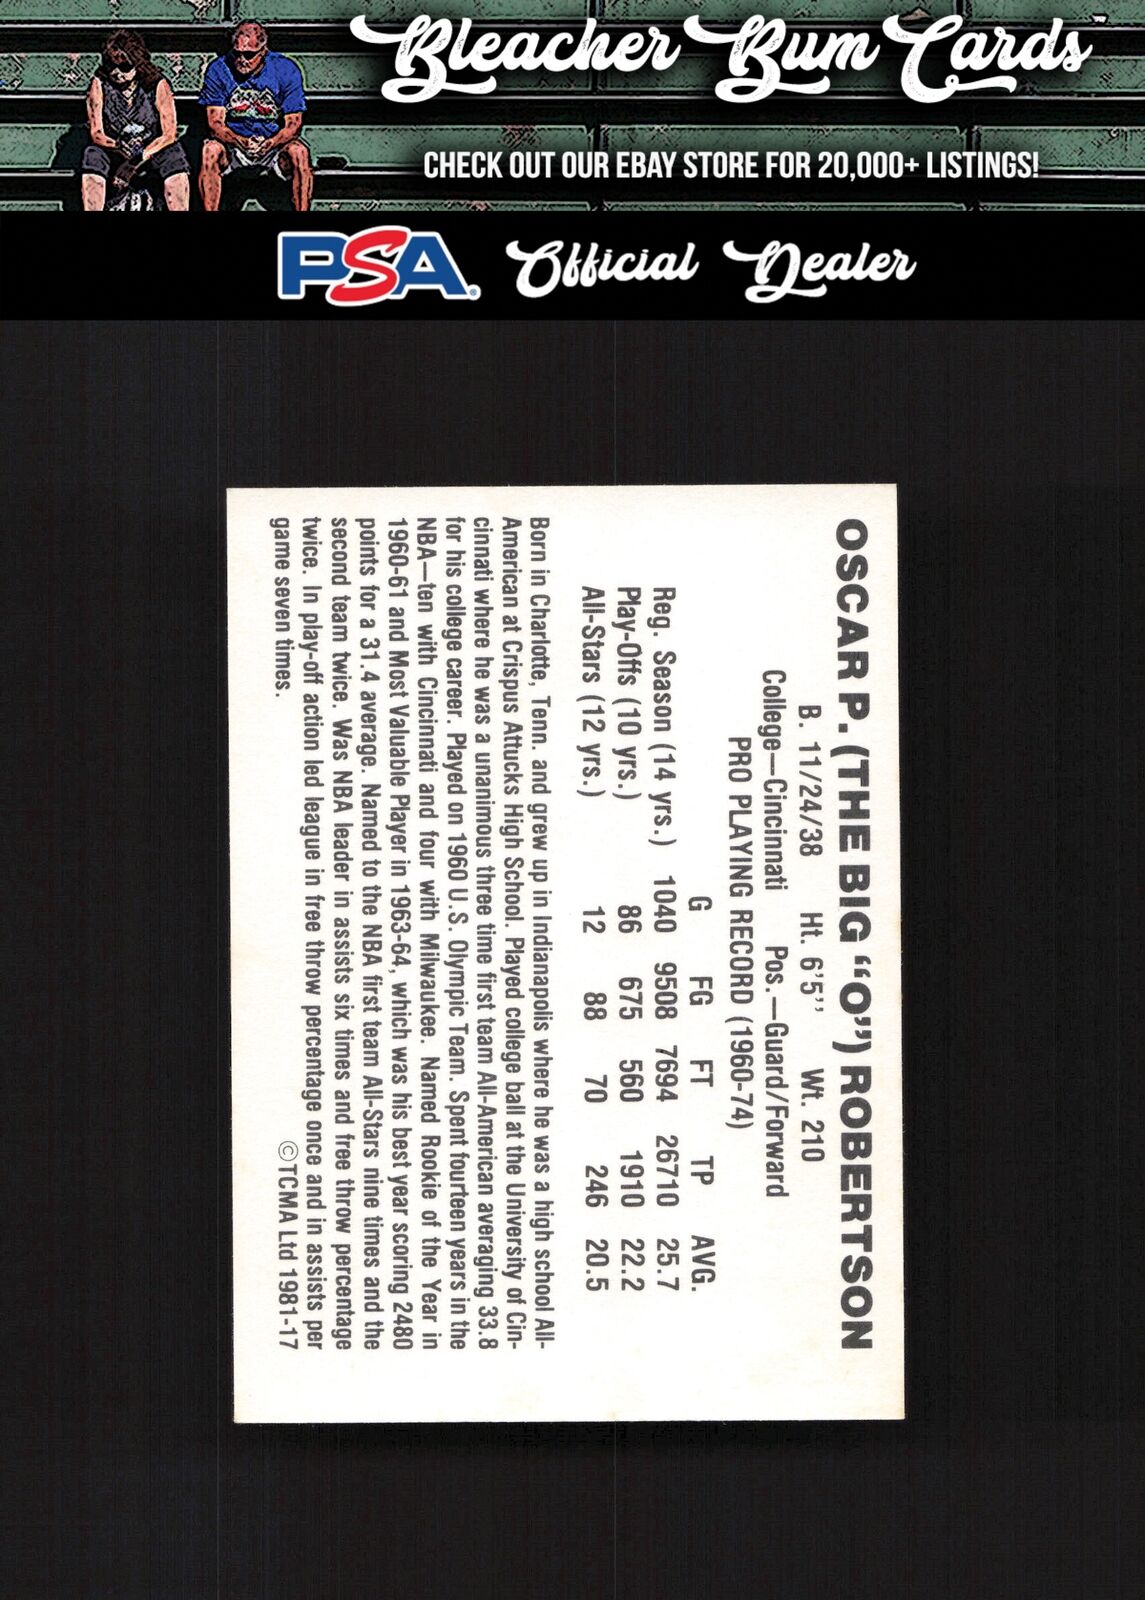 Bleacher Bum Cards
CHECK OUT OUR EBAY STORE FOR 20,000+ LISTINGS!
PSA® Official Dealer
OSCAR P. (THE BIG “O”) ROBERTSON
B. 11/24/38 Ht. 6'5" Wt. 210
College—Cincinnati Pos.—Guard/Forward
PRO PLAYING RECORD (1960-74)
G FG FT TP AVG.
Reg. Season (14 yrs.) 1040 9508 7694 26710 25.7
Play-Offs (10 yrs.) 86 675 560 1910 22.2
All-Stars (12 yrs.) 12 88 70 246 20.5
Born in Charlotte, Tenn. and grew up in Indianapolis where he was a high school All-
American at Crispus Attucks High School. Played college ball at the University of Cin-
cinnati where he was a unanimous three time first team All-American averaging 33.8
for his college career. Played on 1960 U.S. Olympic Team. Spent fourteen years in the
NBA—ten with Cincinnati and four with Milwaukee. Named Rookie of the Year in
1960-61 and Most Valuable Player in 1963-64, which was his best year scoring 2480
points for a 31.4 average. Named to the NBA first team All-Stars nine times and the
second team twice. Was NBA leader in assists six times and free throw percentage
twice. In play-off action led league in free throw percentage once and in assists per
game seven times.
©TCMA Ltd 1981-17